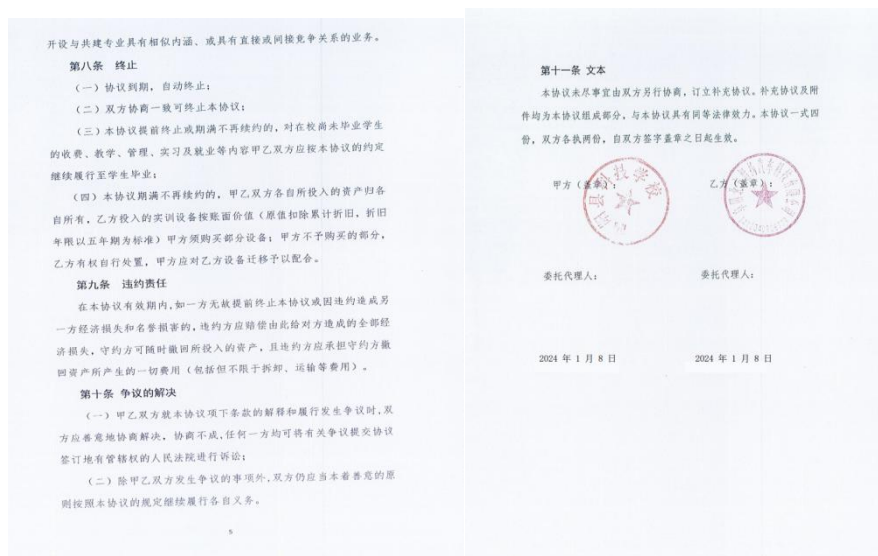 开设与共建专业具有相似内涵、或具有直接或间接竞争关系的业务。
第八条 终止
（一）协议到期，自动终止；
（二）双方协商一致可终止本协议；
（三）本协议提前终止或期满不再续约的，对在校尚未毕业学生
的收费、教学、管理、实习及就业等内容甲乙双方应按本协议的约定
继续履行至学生毕业；
（四）本协议期满不再续约的，甲乙双方各自所投入的资产归各
自所有，乙方投入的实训设备按账面价值（原值扣除累计折旧，折旧
年限以五年期为标准）甲方须购买部分设备；甲方不予购买的部分，
乙方有权自行处置，甲方应对乙方设备迁移予以配合。
第九条 违约责任
在本协议有效期内,如一方无故提前终止本协议或因违约造成另
一方经济损失和名誉损害的,违约方应赔偿由此给对方造成的全部经
济损失，守约方可随时撤回所投入的资产，且违约方应承担守约方撤
回资产所产生的一切费用（包括但不限于拆卸、运输等费用）。
第十条 争议的解决
（一）甲乙双方就本协议项下条款的解释和履行发生争议时,双
方应善意地协商解决，协商不成,任何一方均可将有关争议提交协议
签订地有管辖权的人民法院进行诉讼；
（二）除甲乙双方发生争议的事项外,双方仍应当本着善意的原
则按照本协议的规定继续履行各自义务。
5
第十一条 文本
本协议未尽事宜由双方另行协商，订立补充协议。补充协议及附
件均为本协议组成部分，与本协议具有同等法律效力。本协议一式四
份，双方各执两份，自双方签字盖章之日起生效。
甲方（盖章）： 乙方（盖章）：
县科技学校
委托代理人： 委托代理人：
2024 年 1 月 8 日 2024 年 1 月 8 日